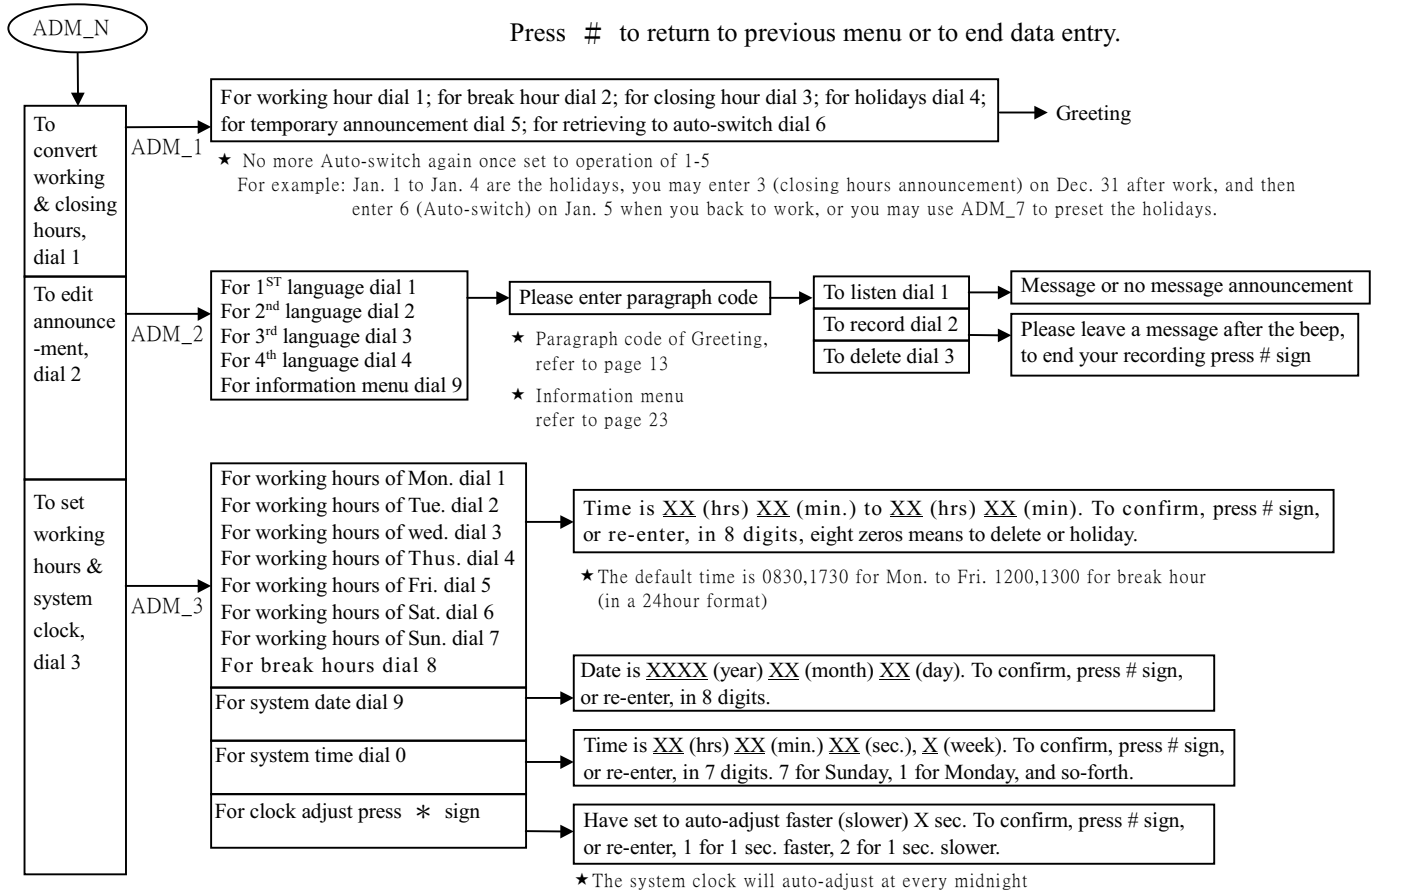 ADM_N
Press # to return to previous menu or to end data entry.
To
convert
working
& closing
hours,
dial 1
ADM_1
For working hour dial 1; for break hour dial 2; for closing hour dial 3; for holidays dial 4;
for temporary announcement dial 5; for retrieving to auto-switch dial 6
Greeting
★ No more Auto-switch again once set to operation of 1-5
For example: Jan. 1 to Jan. 4 are the holidays, you may enter 3 (closing hours announcement) on Dec. 31 after work, and then
enter 6 (Auto-switch) on Jan. 5 when you back to work, or you may use ADM_7 to preset the holidays.
To edit
announce
-ment,
dial 2
ADM_2
For 1ST language dial 1
For 2nd language dial 2
For 3rd language dial 3
For 4th language dial 4
For information menu dial 9
Please enter paragraph code
★ Paragraph code of Greeting,
refer to page 13
★ Information menu
refer to page 23
To listen dial 1
To record dial 2
To delete dial 3
Message or no message announcement
Please leave a message after the beep,
to end your recording press # sign
To set
working
hours &
system
clock,
dial 3
ADM_3
For working hours of Mon. dial 1
For working hours of Tue. dial 2
For working hours of wed. dial 3
For working hours of Thus. dial 4
For working hours of Fri. dial 5
For working hours of Sat. dial 6
For working hours of Sun. dial 7
For break hours dial 8
Time is XX (hrs) XX (min.) to XX (hrs) XX (min). To confirm, press # sign,
or re-enter, in 8 digits, eight zeros means to delete or holiday.
★The default time is 0830,1730 for Mon. to Fri. 1200,1300 for break hour
(in a 24hour format)
For system date dial 9
Date is XXXX (year) XX (month) XX (day). To confirm, press # sign,
or re-enter, in 8 digits.
For system time dial 0
Time is XX (hrs) XX (min.) XX (sec.), X (week). To confirm, press # sign,
or re-enter, in 7 digits. 7 for Sunday, 1 for Monday, and so-forth.
For clock adjust press * sign
Have set to auto-adjust faster (slower) X sec. To confirm, press # sign,
or re-enter, 1 for 1 sec. faster, 2 for 1 sec. slower.
★The system clock will auto-adjust at every midnight